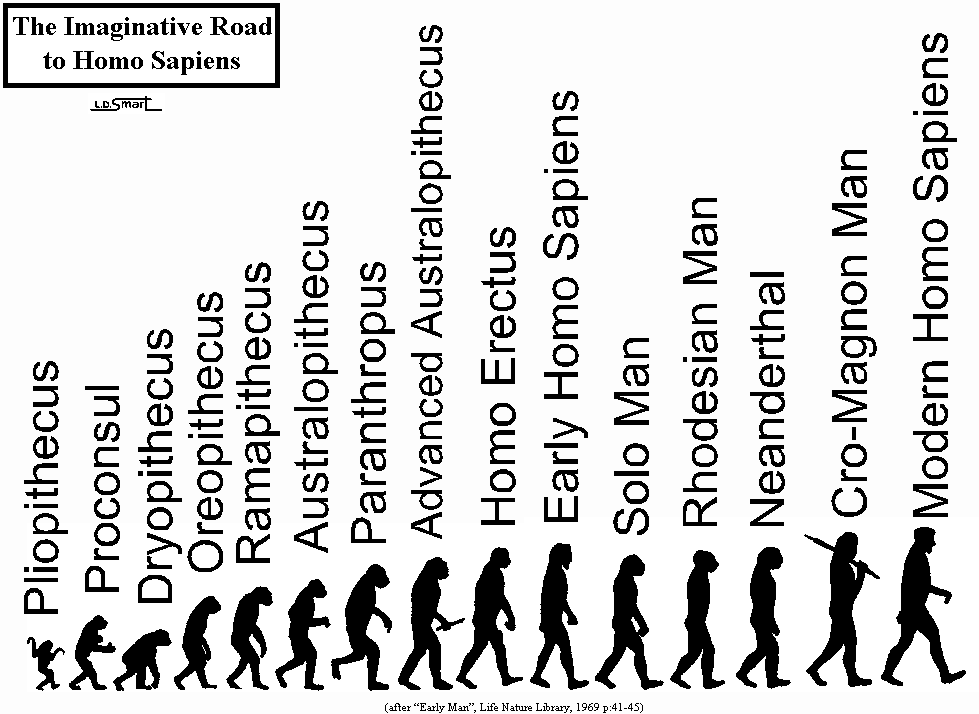 The Imaginative Road
to Homo Sapiens
L.D.Smart
Pliopithecus
Proconsul
Dryopithecus
Oreopithecus
Ramapithecus
Australopithecus
Paranthropus
Advanced Australopithecus
Homo Erectus
Early Homo Sapiens
Solo Man
Rhodesian Man
Neanderthal
Cro-Magnon Man
Modern Homo Sapiens
(after “Early Man”, Life Nature Library, 1969 p:41-45)